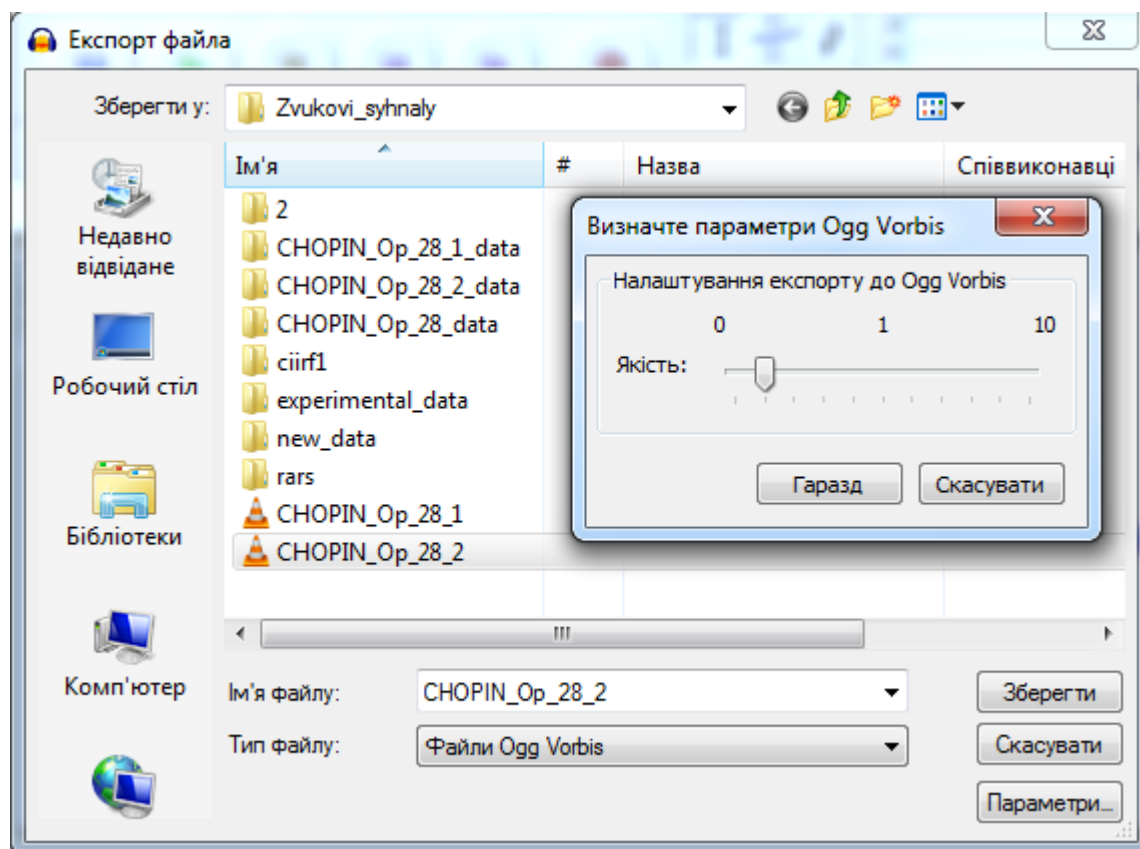 Експорт файла
Зберегти у: Zvukovi_syhnaly
Ім'я # Назва Співвиконавці
2
CHOPIN_Op_28_1_data
CHOPIN_Op_28_2_data
CHOPIN_Op_28_data
ciirf1
experimental_data
new_data
rars
CHOPIN_Op_28_1
CHOPIN_Op_28_2
Недавно
відвідане
Робочий стіл
Бібліотеки
Комп'ютер
Визначте параметри Ogg Vorbis
Налаштування експорту до Ogg Vorbis
0 1 10
Якість:
Гаразд Скасувати
Ім'я файлу: CHOPIN_Op_28_2 Зберегти
Тип файлу: Файли Ogg Vorbis Скасувати
Параметри...